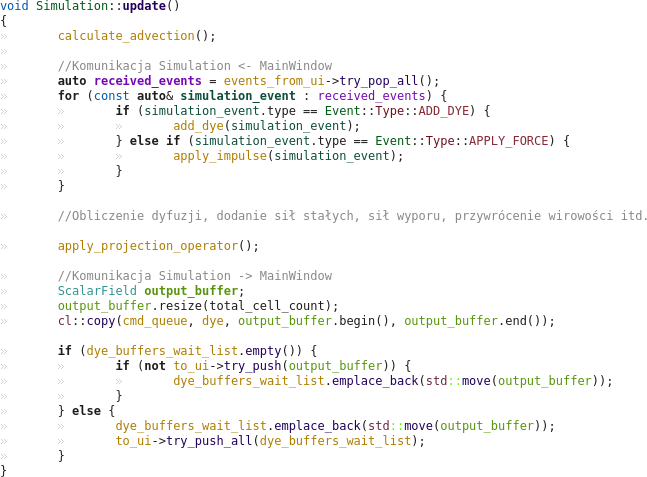 void Simulation::update()
{
»	calculate_advection();
»
»	//Komunikacja Simulation <- MainWindow
»	auto received_events = events_from_ui->try_pop_all();
»	for (const auto& simulation_event : received_events) {
»	»	if (simulation_event.type == Event::Type::ADD_DYE) {
»	»	»	add_dye(simulation_event);
»	»	} else if (simulation_event.type == Event::Type::APPLY_FORCE) {
»	»	»	apply_impulse(simulation_event);
»	»	}
»	}

»	//Obliczenie dyfuzji, dodanie sił stałych, sił wyporu, przywrócenie wirowości itd.

»	apply_projection_operator();

»	//Komunikacja Simulation -> MainWindow
»	ScalarField output_buffer;
»	output_buffer.resize(total_cell_count);
»	cl::copy(cmd_queue, dye, output_buffer.begin(), output_buffer.end());

»	if (dye_buffers_wait_list.empty()) {
»	»	if (not to_ui->try_push(output_buffer)) {
»	»	»	dye_buffers_wait_list.emplace_back(std::move(output_buffer));
»	»	}
»	} else {
»	»	dye_buffers_wait_list.emplace_back(std::move(output_buffer));
»	»	to_ui->try_push_all(dye_buffers_wait_list);
»	}
}